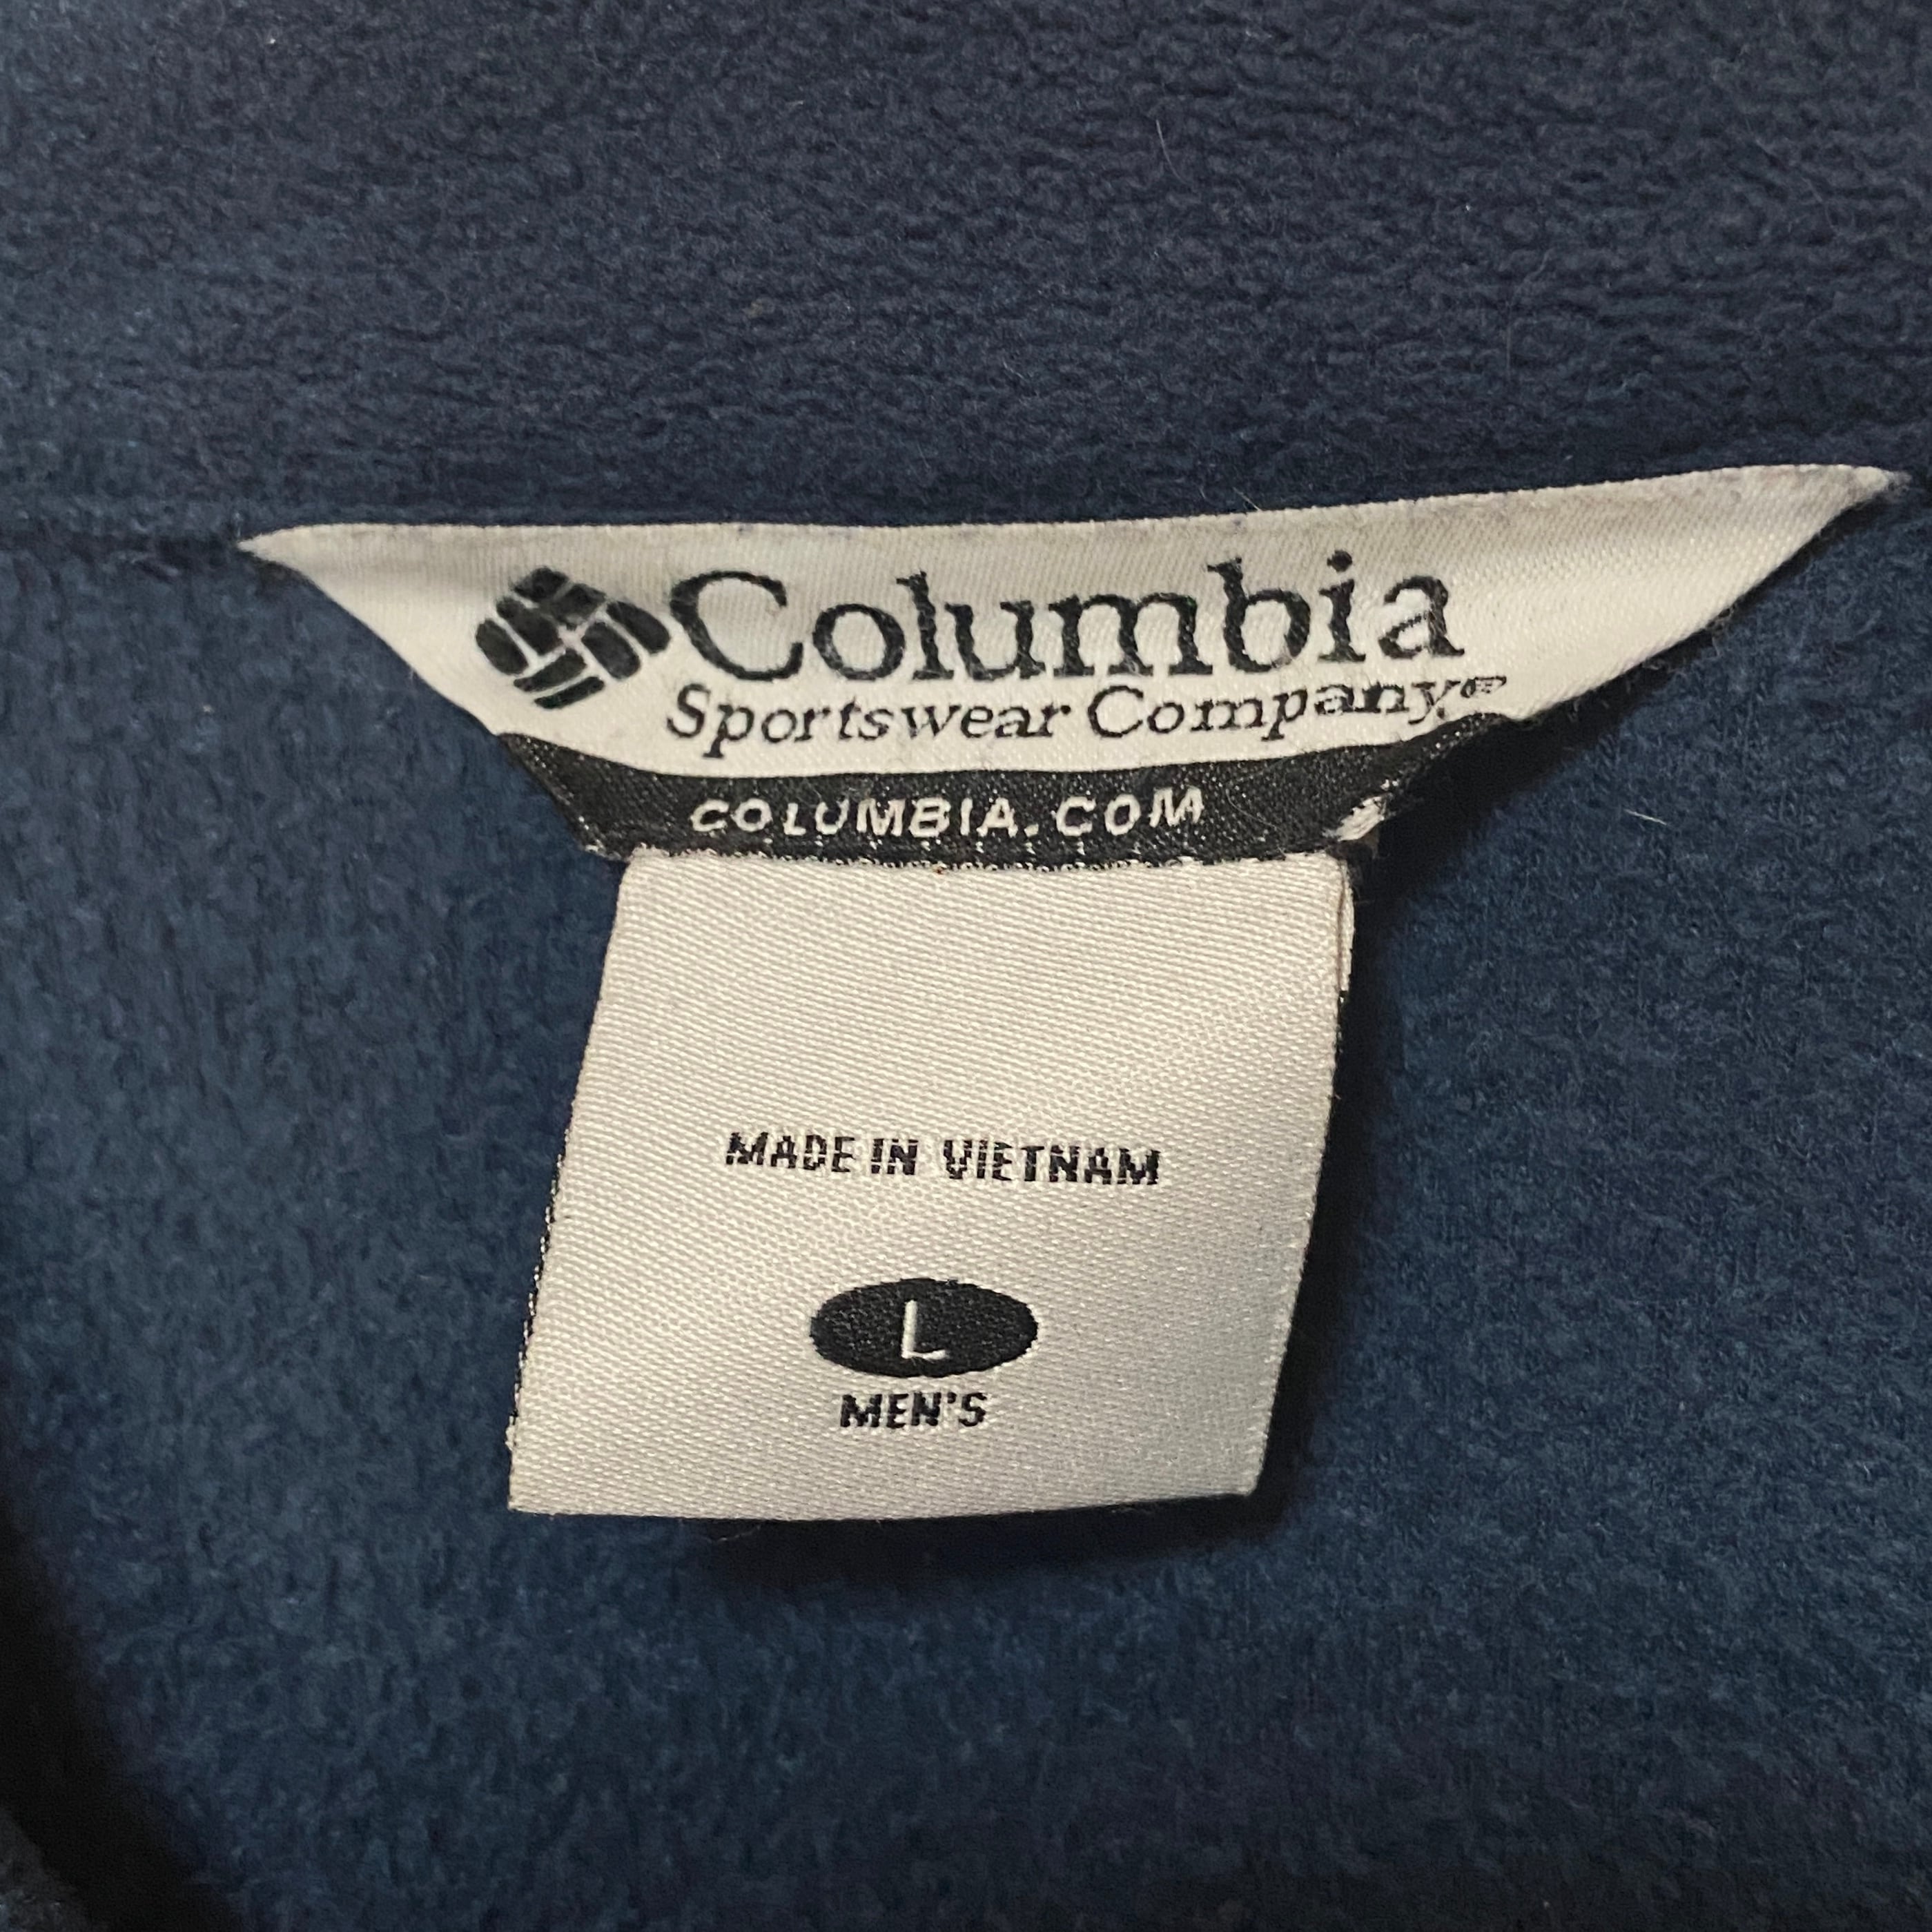 Columbia
Sportswear Company®
COLUMBIA.COM
MADE IN VIETNAM
L
MEN'S